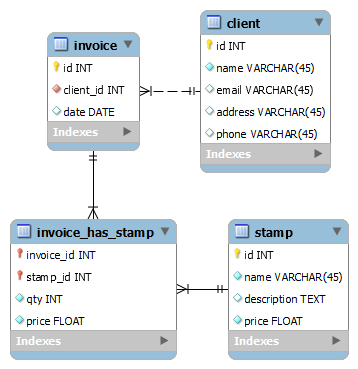 invoice
id INT
client_id INT
date DATE
Indexes
client
id INT
name VARCHAR(45)
email VARCHAR(45)
address VARCHAR(45)
phone VARCHAR(45)
Indexes
invoice_has_stamp
invoice_id INT
stamp_id INT
qty INT
price FLOAT
Indexes
stamp
id INT
name VARCHAR(45)
description TEXT
price FLOAT
Indexes